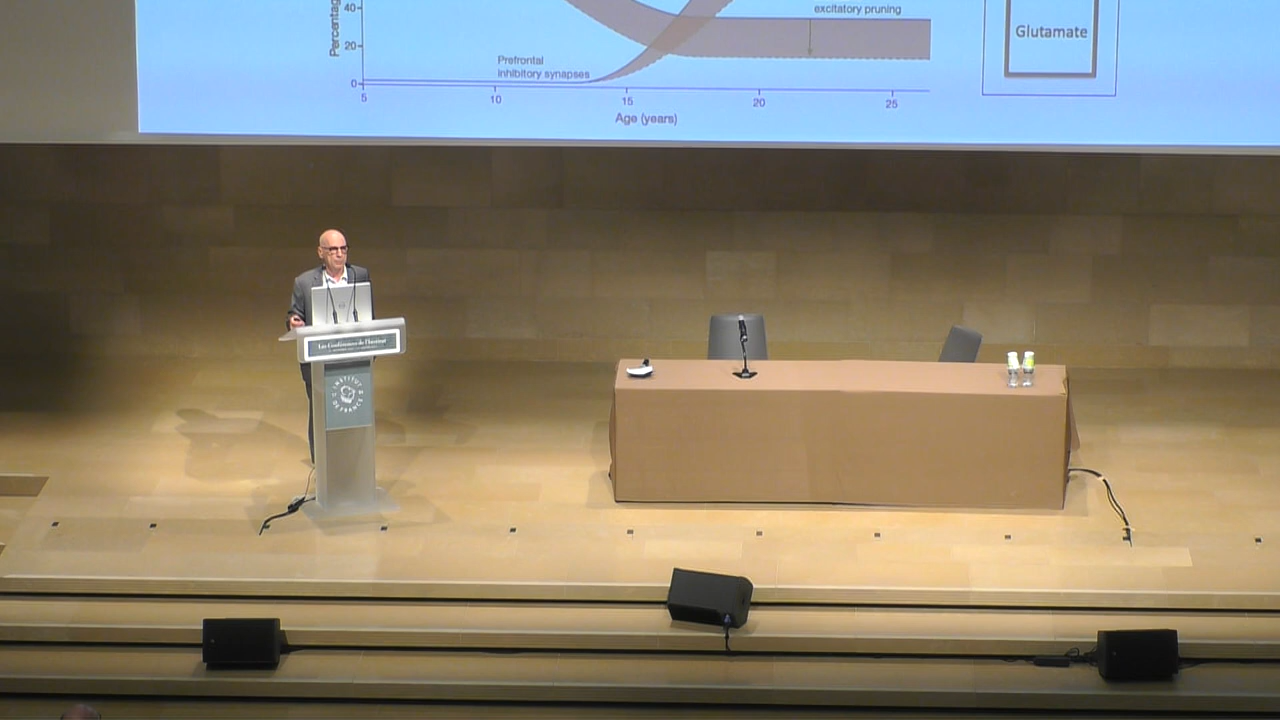 Percentag
40
20
0
excitatory pruning
Glutamate
Prefrontal
inhibitory synapses
5
10
15
20
25
Age (years)
Les Conférences de l'Institut
INSTITUT
DE FRANCE